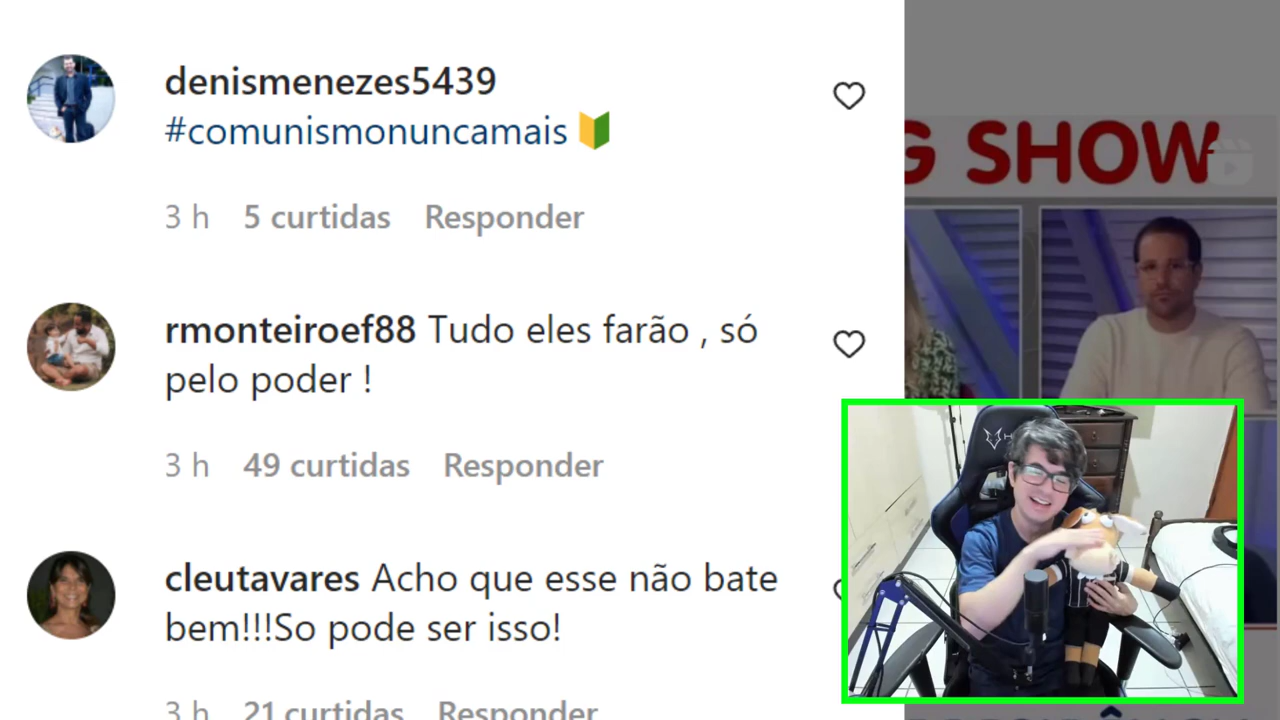 denismenezes5439
#comunismonuncamais
3 h 5 curtidas Responder
G SHOW
rmonteiroef88 Tudo eles farão , só
pelo poder !
3 h 49 curtidas Responder
cleutavares Acho que esse não bate
bem!!!So pode ser isso!
3 h 21 curtidas Responder